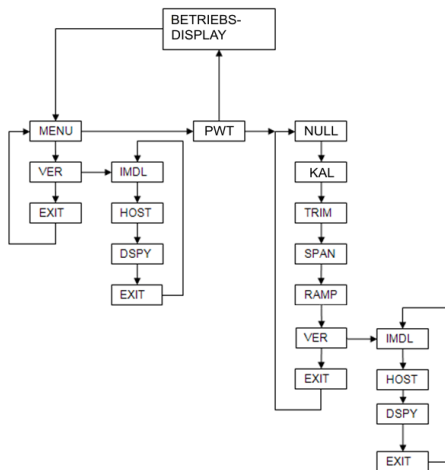 BETRIEBS-
DISPLAY
MENU
PWT
NULL
VER
IMDL
KAL
EXIT
HOST
TRIM
DSPY
SPAN
EXIT
RAMP
VER
IMDL
EXIT
HOST
DSPY
EXIT